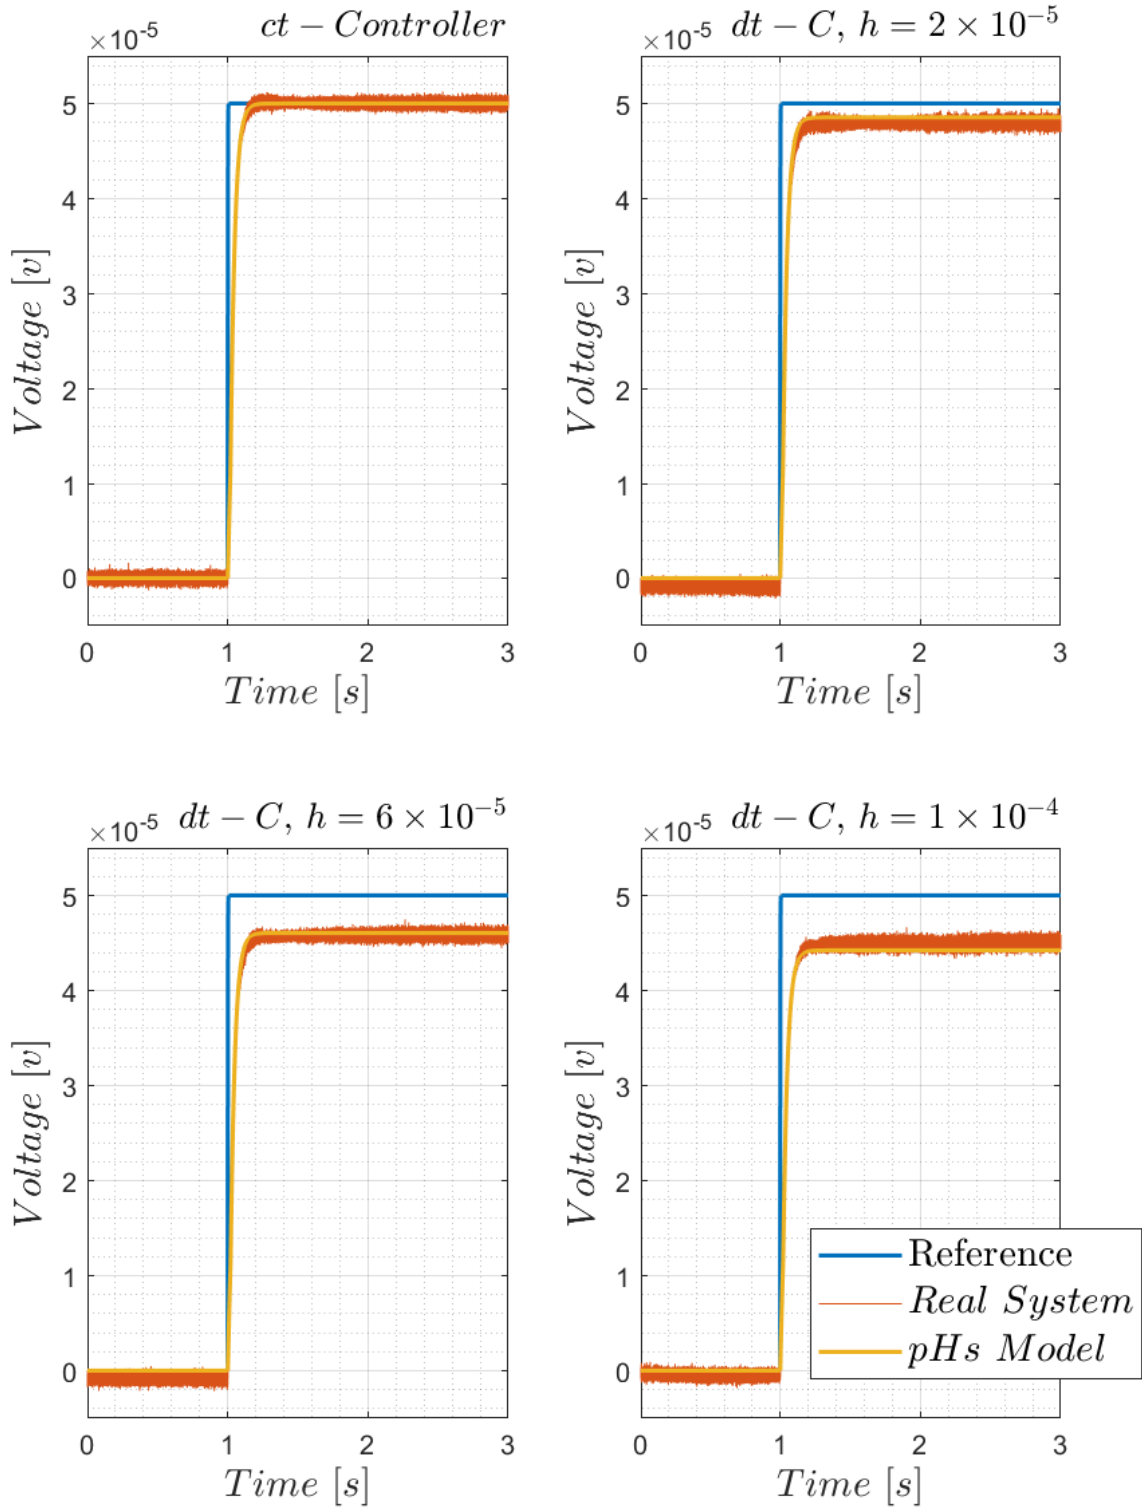 ×10⁻⁵ ct − Controller
5
4
3
2
1
0
Voltage [v]
0 1 2 3
Time [s]
×10⁻⁵ dt − C, h = 2 × 10⁻⁵
5
4
3
2
1
0
Voltage [v]
0 1 2 3
Time [s]
×10⁻⁵ dt − C, h = 6 × 10⁻⁵
5
4
3
2
1
0
Voltage [v]
0 1 2 3
Time [s]
×10⁻⁵ dt − C, h = 1 × 10⁻⁴
5
4
3
2
1
0
Voltage [v]
0 1 2 3
Time [s]
Reference
Real System
pHs Model